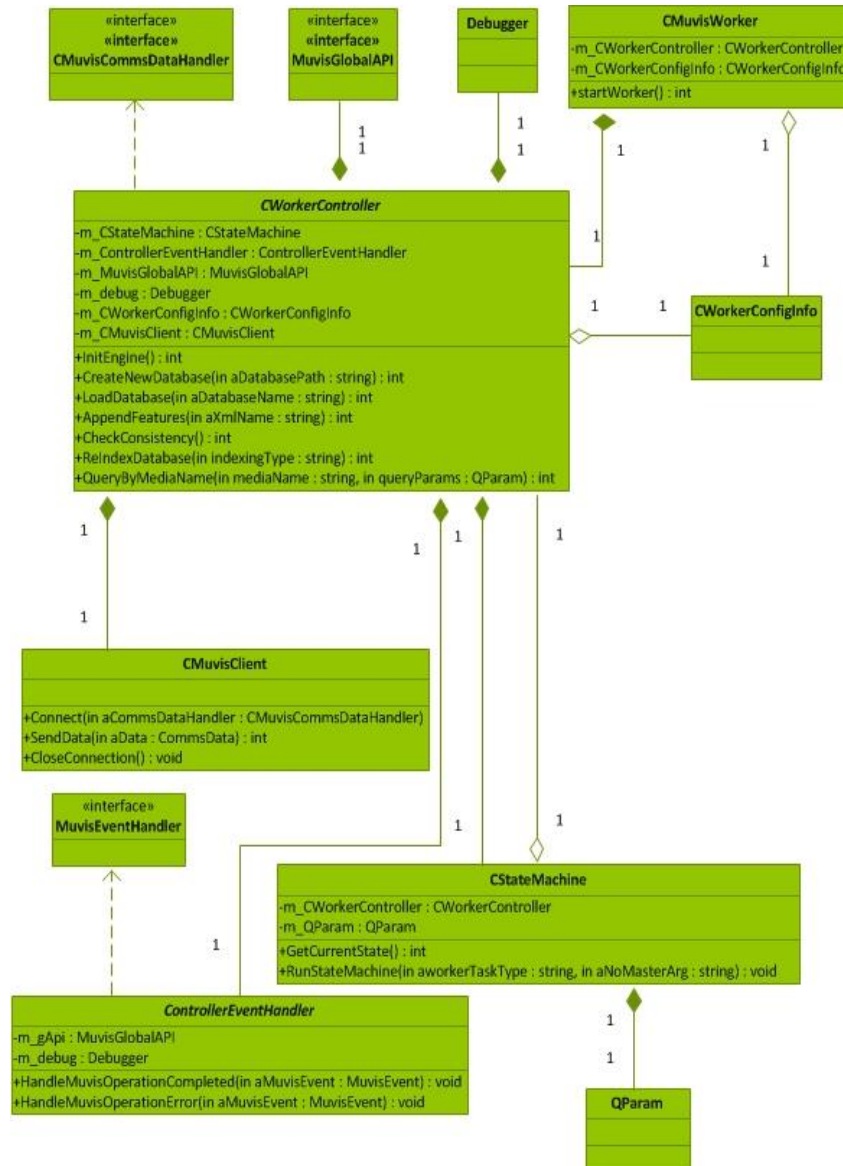 «interface»
«interface»
CMuvisCommsDataHandler
«interface»
«interface»
MuvisGlobalAPI
Debugger
CMuvisWorker
-m_CWorkerController : CWorkerController
-m_CWorkerConfigInfo : CWorkerConfigInfo
+startWorker() : int
1
1
1
1
1
1
1
1
CWorkerController
-m_CStateMachine : CStateMachine
-m_ControllerEventHandler : ControllerEventHandler
-m_MuvisGlobalAPI : MuvisGlobalAPI
-m_debug : Debugger
-m_CWorkerConfigInfo : CWorkerConfigInfo
-m_CMuvisClient : CMuvisClient
+InitEngine() : int
+CreateNewDatabase(in aDatabasePath : string) : int
+LoadDatabase(in aDatabaseName : string) : int
+AppendFeatures(in aXmlName : string) : int
+CheckConsistency() : int
+ReIndexDatabase(in indexingType : string) : int
+QueryByMediaName(in mediaName : string, in queryParams : QParam) : int
1
1
CWorkerConfigInfo
1
1
1
1
1
CMuvisClient
+Connect(in aCommsDataHandler : CMuvisCommsDataHandler)
+SendData(in aData : CommsData) : int
+CloseConnection() : void
«interface»
MuvisEventHandler
1
1
1
CStateMachine
-m_CWorkerController : CWorkerController
-m_QParam : QParam
+GetCurrentState() : int
+RunStateMachine(in aworkerTaskType : string, in aNoMasterArg : string) : void
ControllerEventHandler
-m_gApi : MuvisGlobalAPI
-m_debug : Debugger
+HandleMuvisOperationCompleted(in aMuvisEvent : MuvisEvent) : void
+HandleMuvisOperationError(in aMuvisEvent : MuvisEvent) : void
1
1
QParam